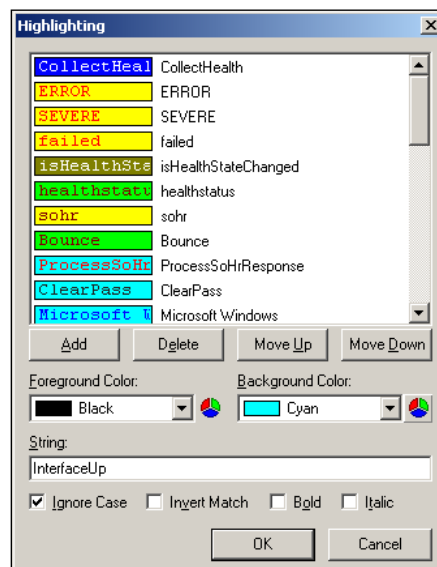 Highlighting
CollectHeal CollectHealth
ERROR ERROR
SEVERE SEVERE
failed failed
isHealthSta isHealthStateChanged
healthstatu healthstatus
sohr sohr
Bounce Bounce
ProcessSoHr ProcessSoHrResponse
ClearPass ClearPass
Microsoft W Microsoft Windows
Add Delete Move Up Move Down
Foreground Color: Background Color:
Black Cyan
String:
InterfaceUp
Ignore Case Invert Match Bold Italic
OK Cancel